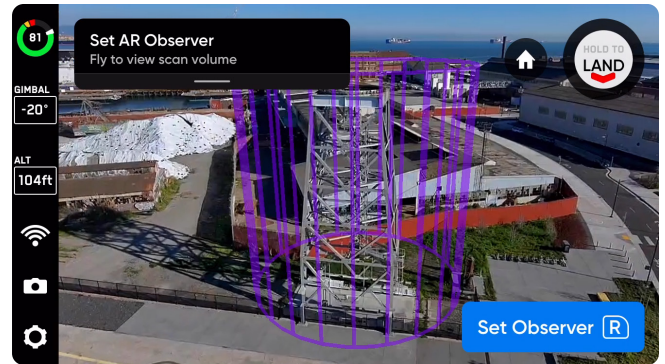 81
Set AR Observer
Fly to view scan volume
HOLD TO
LAND
GIMBAL
-20°
ALT
104ft
Set Observer R